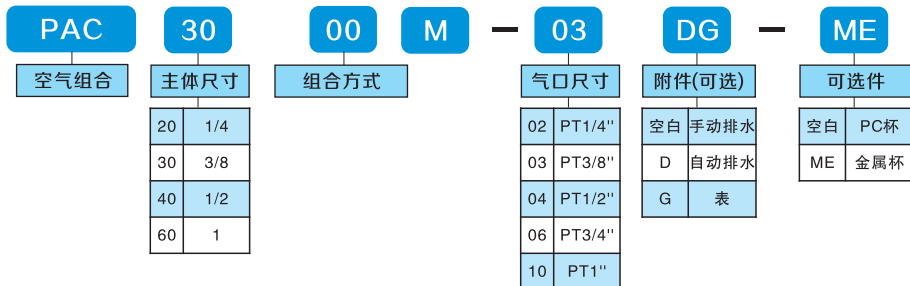 PAC 30 00 M - 03 DG - ME
空气组合 主体尺寸 组合方式 气口尺寸 附件(可选) 可选件
20 1/4 02 PT1/4'' 空白 手动排水 空白 PC杯
30 3/8 03 PT3/8'' D 自动排水 ME 金属杯
40 1/2 04 PT1/2'' G 表
60 1 06 PT3/4''
10 PT1''